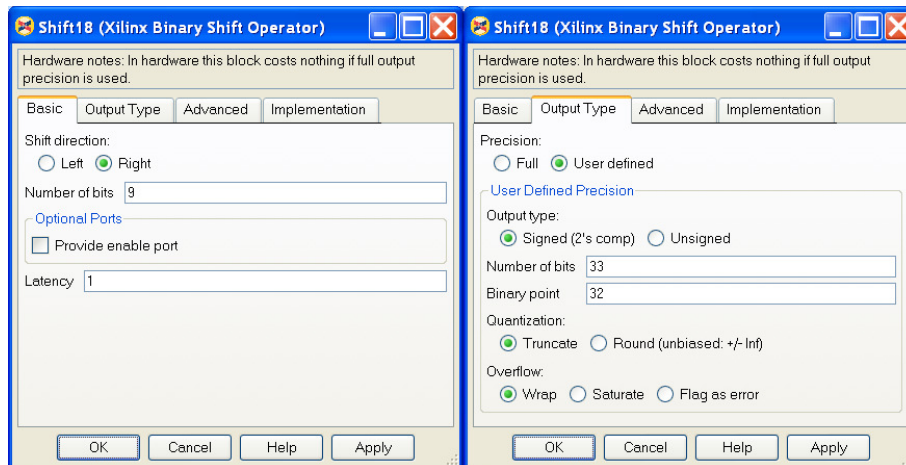 Shift18 (Xilinx Binary Shift Operator)
Hardware notes: In hardware this block costs nothing if full output
precision is used.
Basic Output Type Advanced Implementation
Shift direction:
Left Right
Number of bits 9
Optional Ports
Provide enable port
Latency 1
OK Cancel Help Apply
Shift18 (Xilinx Binary Shift Operator)
Hardware notes: In hardware this block costs nothing if full output
precision is used.
Basic Output Type Advanced Implementation
Precision:
Full User defined
User Defined Precision
Output type:
Signed (2's comp) Unsigned
Number of bits 33
Binary point 32
Quantization:
Truncate Round (unbiased: +/- Inf)
Overflow:
Wrap Saturate Flag as error
OK Cancel Help Apply